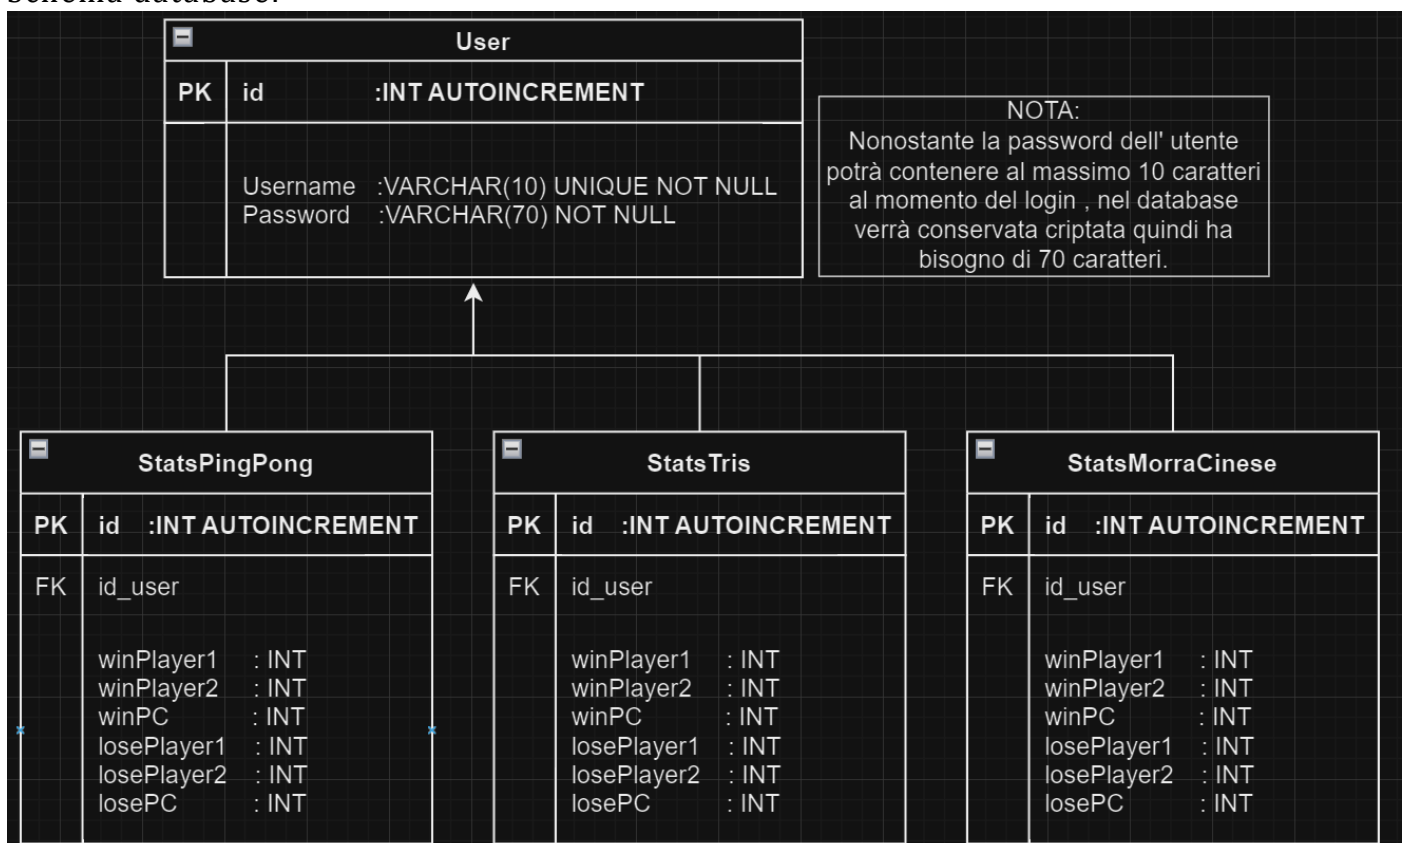 schema database:
User
PK id :INT AUTOINCREMENT
Username :VARCHAR(10) UNIQUE NOT NULL
Password :VARCHAR(70) NOT NULL
NOTA:
Nonostante la password dell' utente
potrà contenere al massimo 10 caratteri
al momento del login , nel database
verrà conservata criptata quindi ha
bisogno di 70 caratteri.
StatsPingPong
PK id :INT AUTOINCREMENT
FK id_user
winPlayer1 : INT
winPlayer2 : INT
winPC : INT
losePlayer1 : INT
losePlayer2 : INT
losePC : INT
StatsTris
PK id :INT AUTOINCREMENT
FK id_user
winPlayer1 : INT
winPlayer2 : INT
winPC : INT
losePlayer1 : INT
losePlayer2 : INT
losePC : INT
StatsMorraCinese
PK id :INT AUTOINCREMENT
FK id_user
winPlayer1 : INT
winPlayer2 : INT
winPC : INT
losePlayer1 : INT
losePlayer2 : INT
losePC : INT